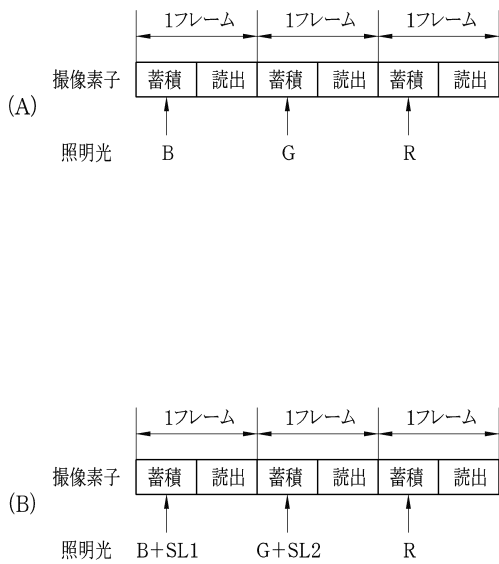 1フレーム 1フレーム 1フレーム
撮像素子 蓄積 読出 蓄積 読出 蓄積 読出
(A)
照明光 B G R
1フレーム 1フレーム 1フレーム
撮像素子 蓄積 読出 蓄積 読出 蓄積 読出
(B)
照明光 B+SL1 G+SL2 R